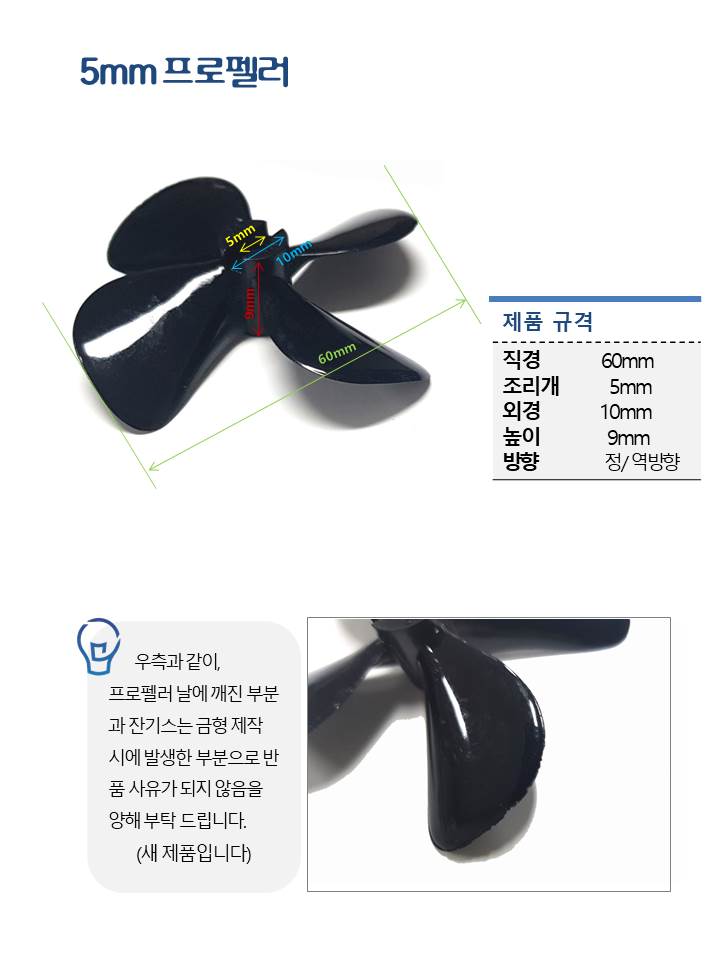 5mm 프로펠러
5mm
10mm
9mm
60mm
제품 규격
직경 60mm
조리개 5mm
외경 10mm
높이 9mm
방향 정/역방향
우측과 같이,
프로펠러 날에 깨진 부분
과 잔기스는 금형 제작
시에 발생한 부분으로 반
품 사유가 되지 않음을
양해 부탁 드립니다.
(새 제품입니다)